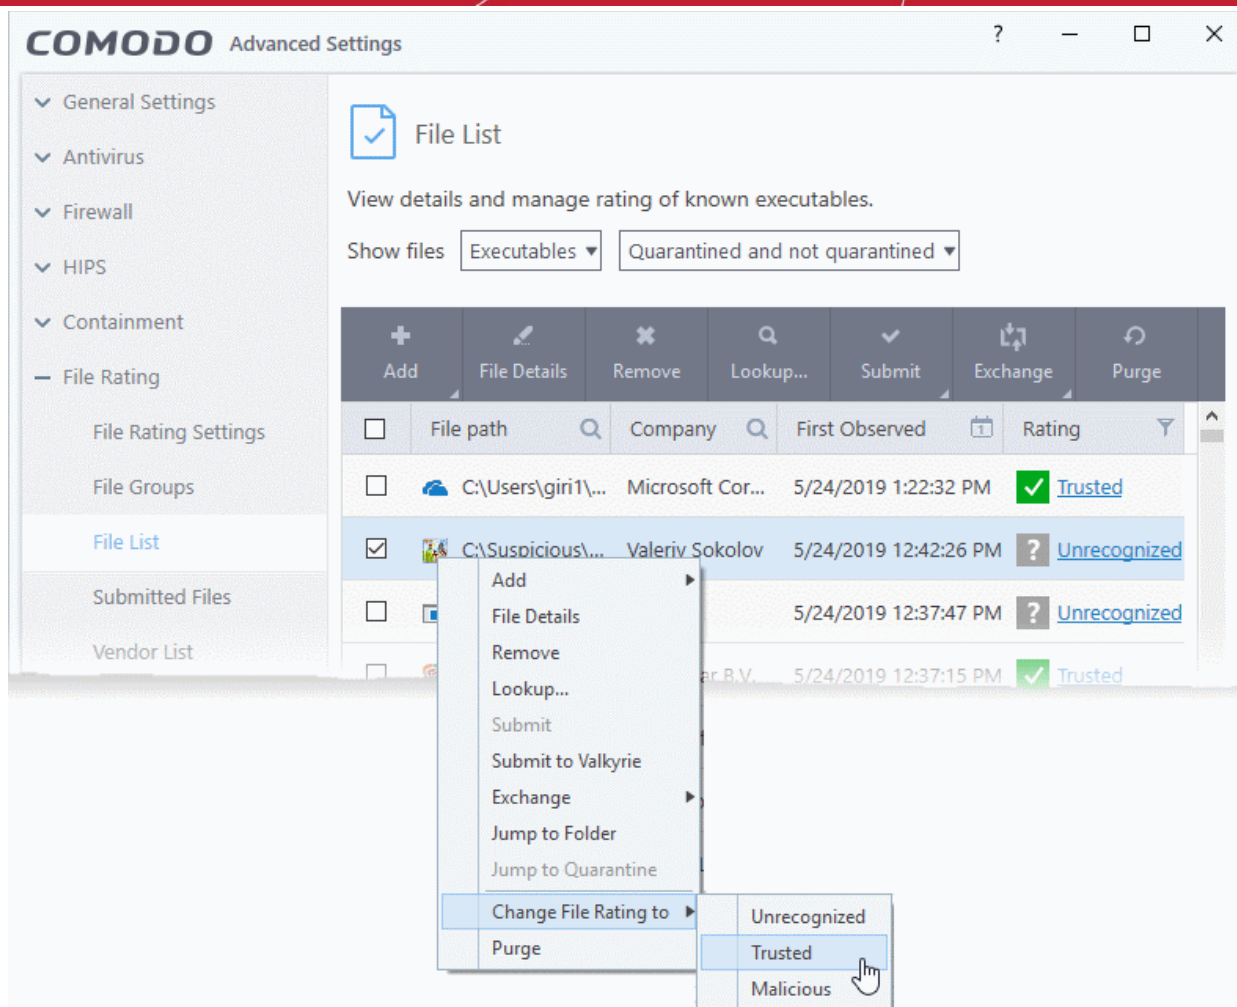 COMODO Advanced Settings ?
General Settings
Antivirus
Firewall
HIPS
Containment
File Rating
File Rating Settings
File Groups
File List
Submitted Files
Vendor List
File List
View details and manage rating of known executables.
Show files Executables Quarantined and not quarantined
Add File Details Remove Lookup... Submit Exchange Purge
File path Company First Observed 1 Rating
C:\Users\giri1\... Microsoft Cor... 5/24/2019 1:22:32 PM Trusted
C:\Suspicious\... Valeriy Sokolov 5/24/2019 12:42:26 PM ? Unrecognized
5/24/2019 12:37:47 PM ? Unrecognized
ar B.V. 5/24/2019 12:37:15 PM Trusted
Add
File Details
Remove
Lookup...
Submit
Submit to Valkyrie
Exchange
Jump to Folder
Jump to Quarantine
Change File Rating to
Purge
Unrecognized
Trusted
Malicious